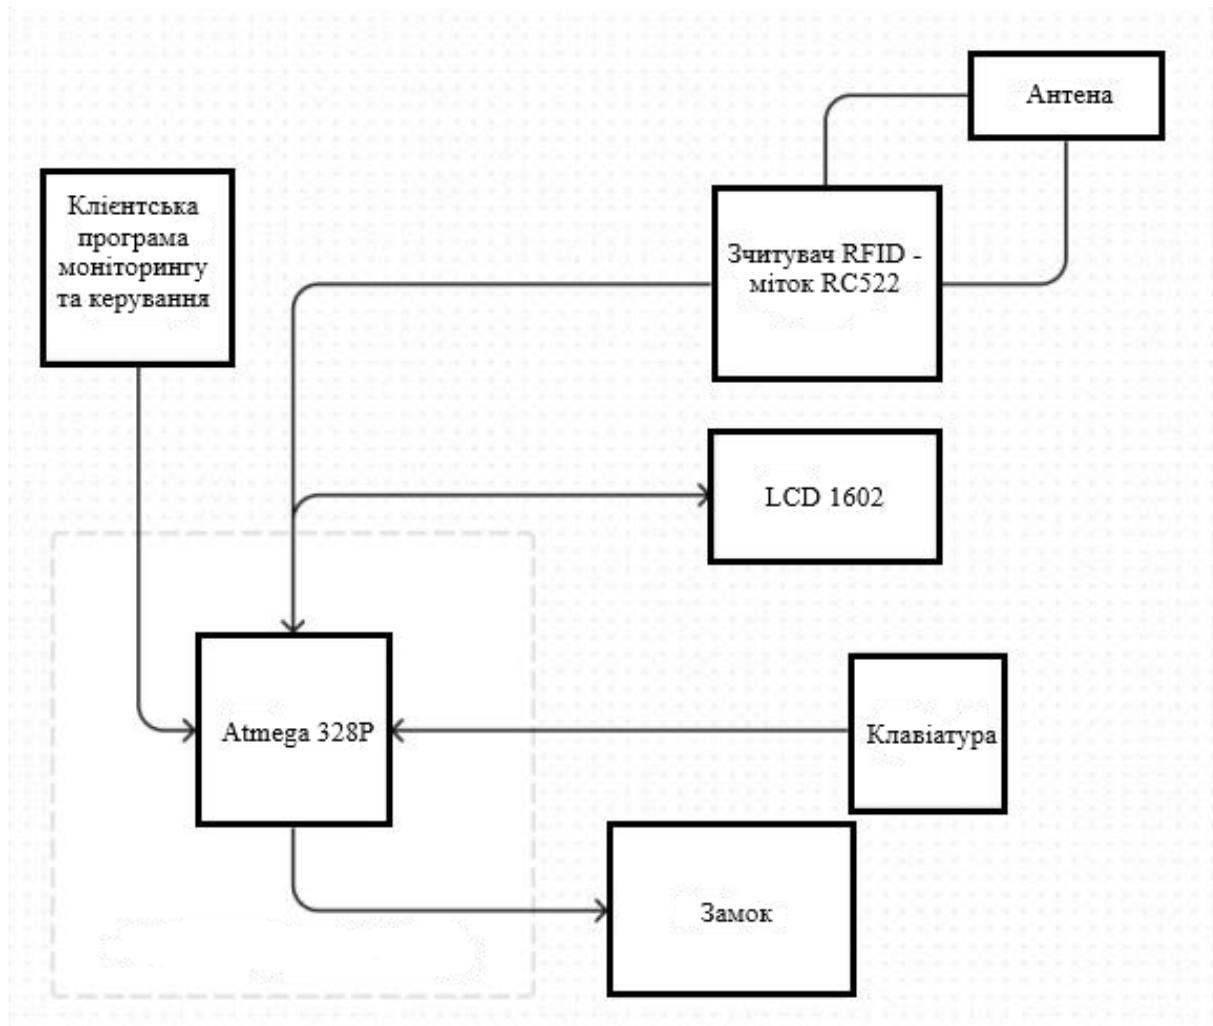 Антена
Клієнтська
програма
моніторингу
та керування
Зчитувач RFID -
міток RC522
LCD 1602
Atmega 328P
Клавіатура
Замок